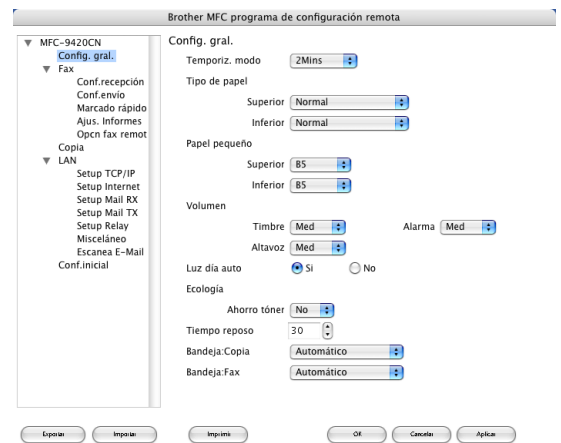 Brother MFC programa de configuración remota
MFC-9420CN
Config. gral.
Fax
Conf.recepción
Conf.envío
Marcado rápido
Ajus. Informes
Opcn fax remot
Copia
LAN
Setup TCP/IP
Setup Internet
Setup Mail RX
Setup Mail TX
Setup Relay
Misceláneo
Escanea E-Mail
Conf.inicial
Config. gral.
Temporiz. modo 2Mins
Tipo de papel
Superior Normal
Inferior Normal
Papel pequeño
Superior B5
Inferior B5
Volumen
Timbre Med Alarma Med
Altavoz Med
Luz día auto Si No
Ecología
Ahorro tóner No
Tiempo reposo 30
Bandeja:Copia Automático
Bandeja:Fax Automático
Exportar Importar Imprimir OK Cancelar Aplicar